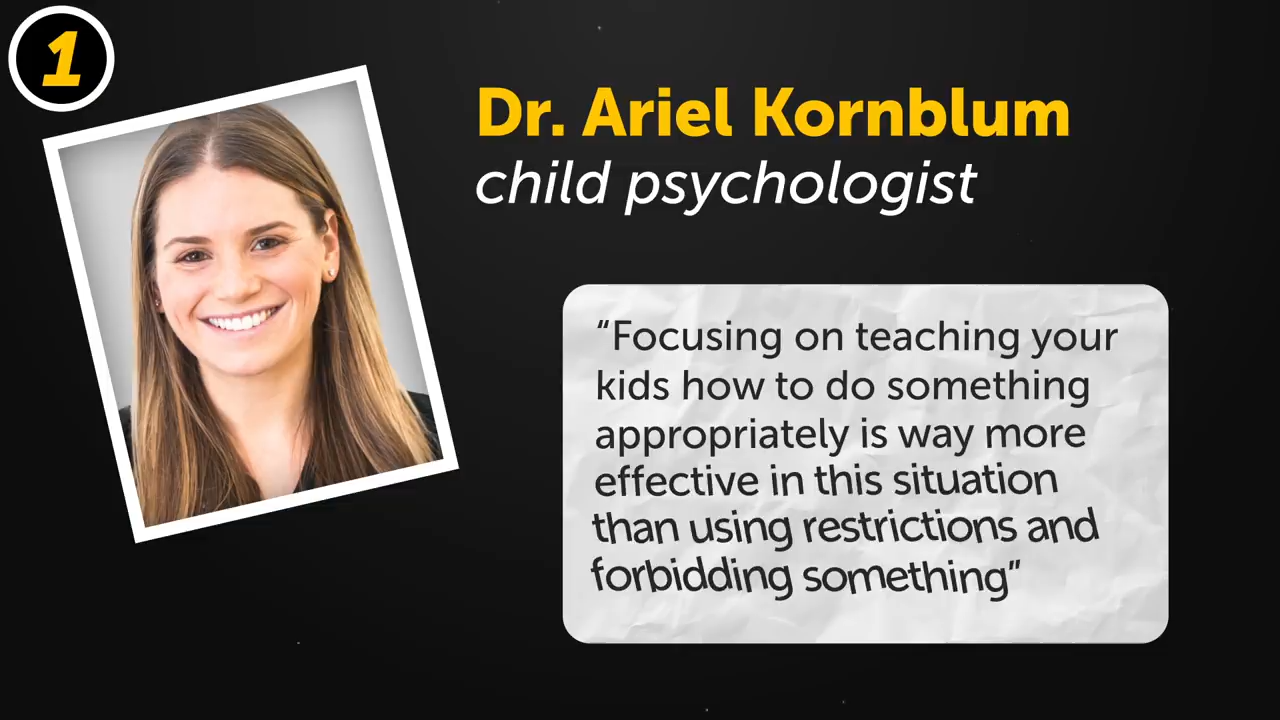 1
Dr. Ariel Kornblum
child psychologist
“Focusing on teaching your
kids how to do something
appropriately is way more
effective in this situation
than using restrictions and
forbidding something”